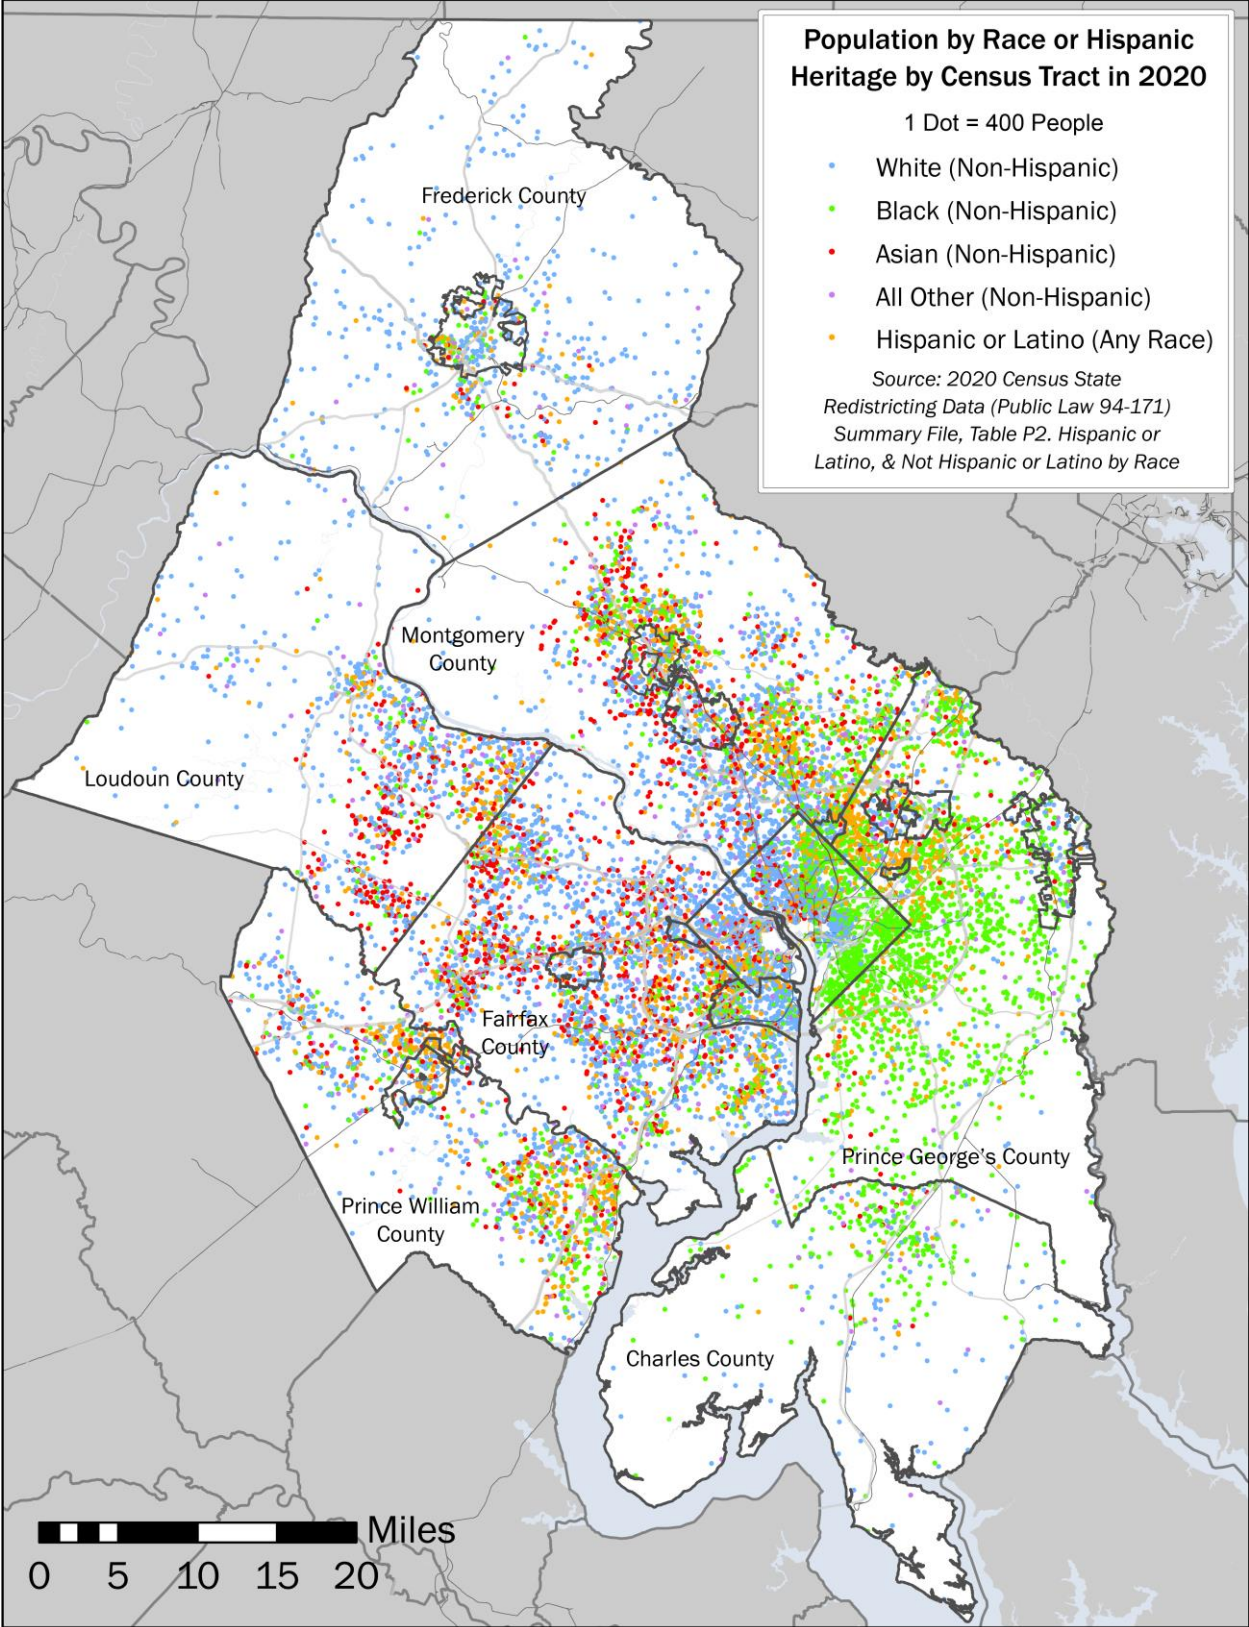 Population by Race or Hispanic
Heritage by Census Tract in 2020
1 Dot = 400 People
White (Non-Hispanic)
Black (Non-Hispanic)
Asian (Non-Hispanic)
All Other (Non-Hispanic)
Hispanic or Latino (Any Race)
Source: 2020 Census State
Redistricting Data (Public Law 94-171)
Summary File, Table P2. Hispanic or
Latino, & Not Hispanic or Latino by Race
Frederick County
Montgomery
County
Loudoun County
Fairfax
County
Prince George's County
Prince William
County
Charles County
Miles
0 5 10 15 20